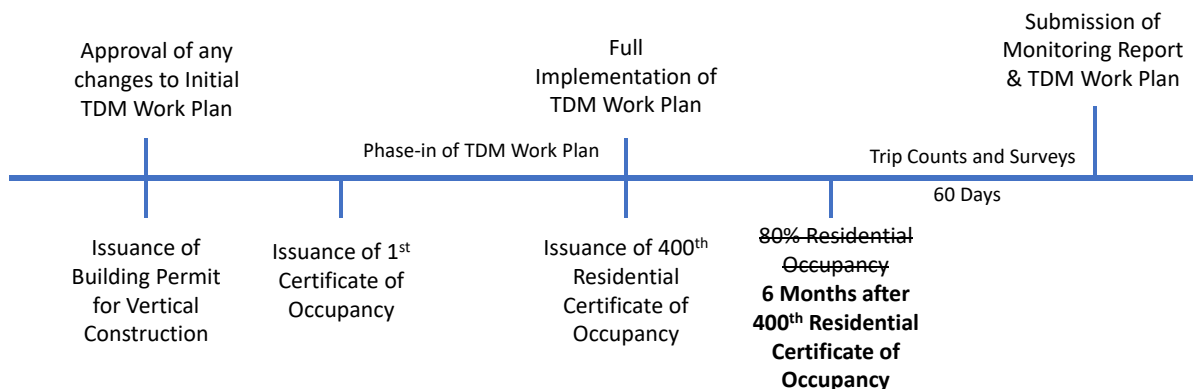 Approval of any
changes to Initial
TDM Work Plan
Full
Implementation of
TDM Work Plan
Submission of
Monitoring Report
& TDM Work Plan
Phase-in of TDM Work Plan
Trip Counts and Surveys
60 Days
Issuance of
Building Permit
for Vertical
Construction
Issuance of 1st
Certificate of
Occupancy
Issuance of 400th
Residential
Certificate of
Occupancy
80% Residential
Occupancy
6 Months after
400th Residential
Certificate of
Occupancy